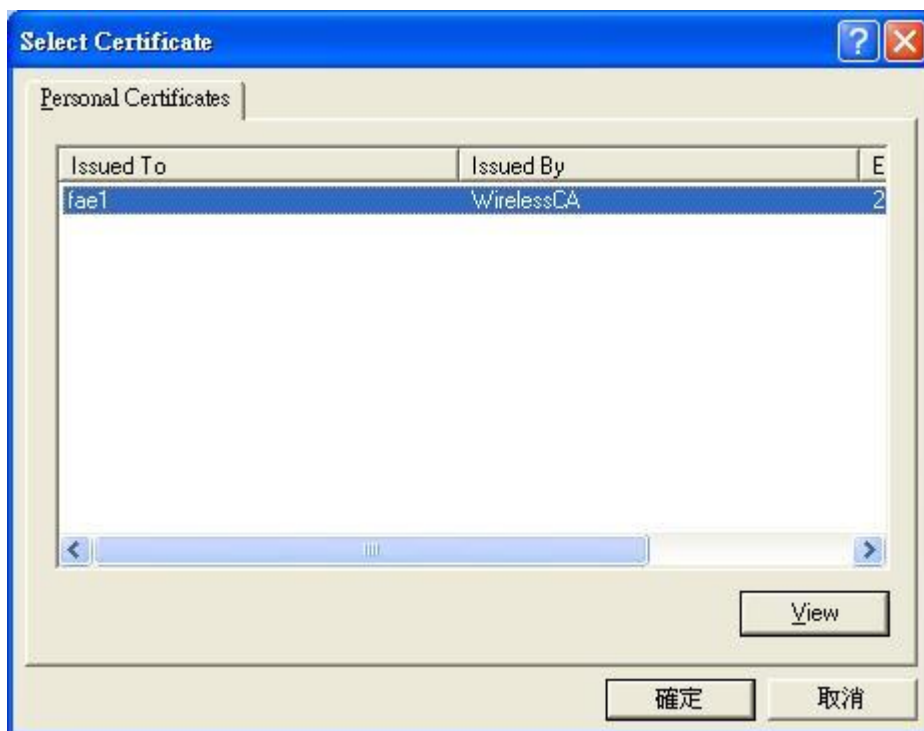 Select Certificate
Personal Certificates
Issued To Issued By E
fae1 WirelessCA 2
View
確定 取消